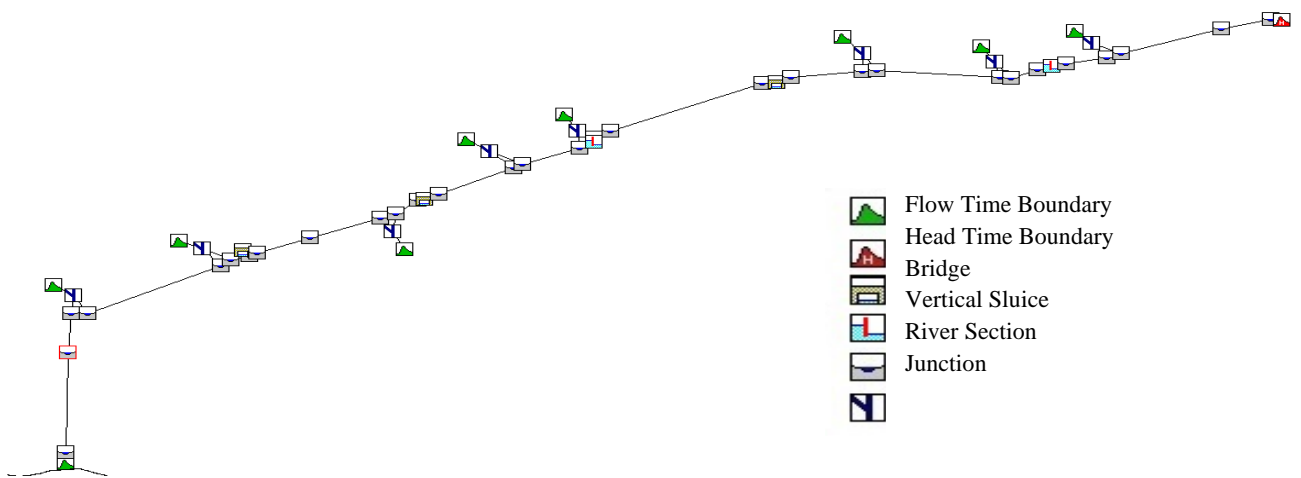 Flow Time Boundary
Head Time Boundary
Bridge
Vertical Sluice
River Section
Junction